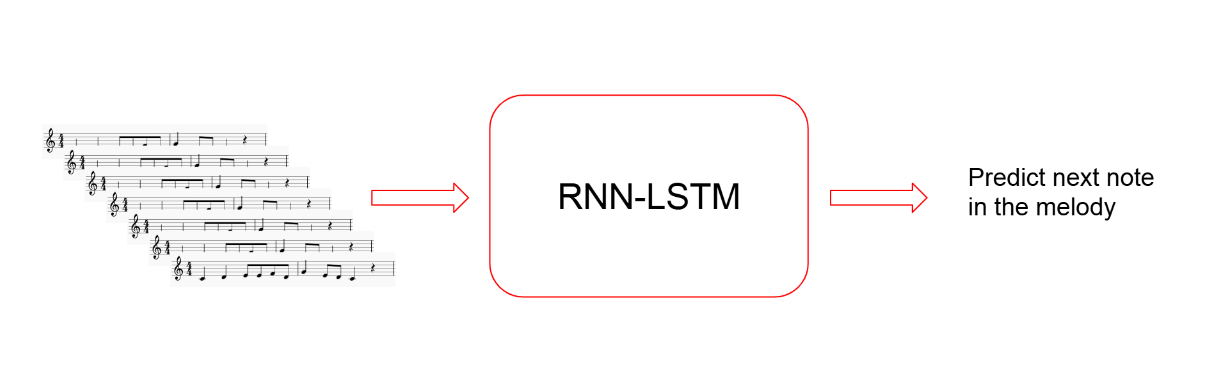 RNN-LSTM
Predict next note
in the melody